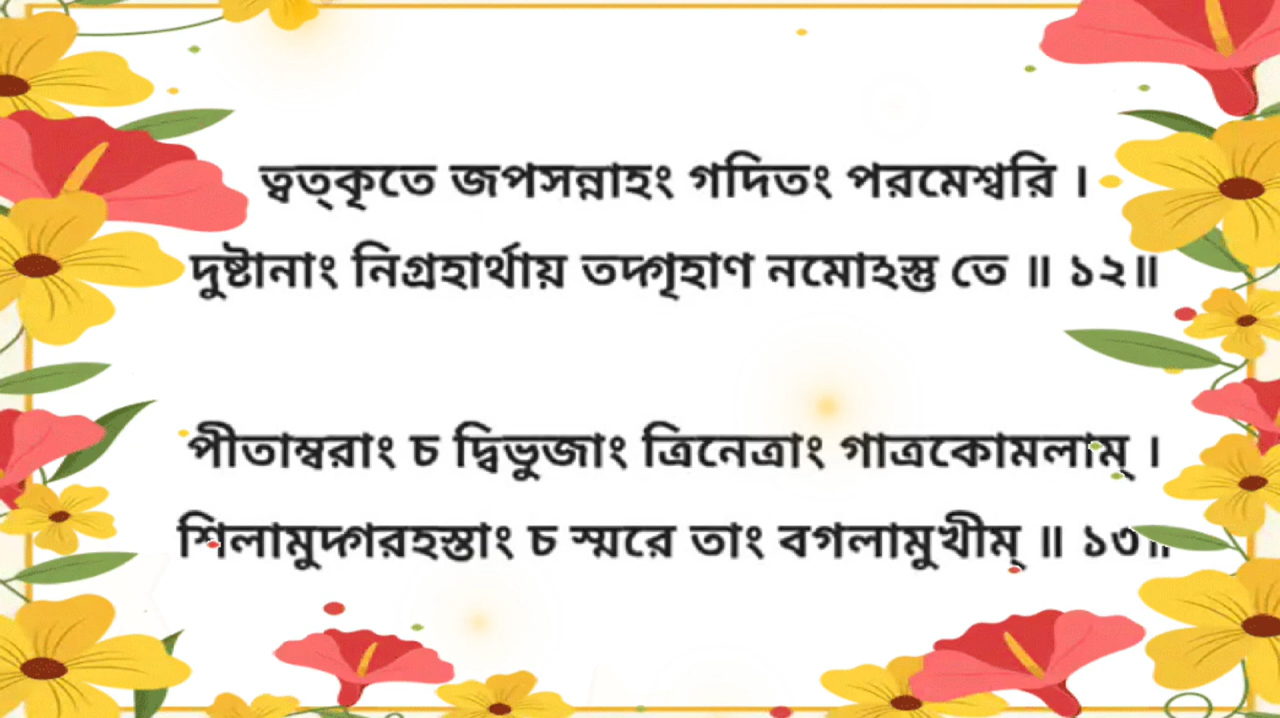 ত্বত্কৃতে জপসন্নাহং গদিতং পরমেশ্বরি ।
দুষ্টানাং নিগ্রহার্থায় তদ্গৃহাণ নমোঽস্তু তে ॥ ১২॥
পীতাম্বরাং চ দ্বিভুজাং ত্রিনেত্রাং গাত্রকোমলাম্ ।
শিলামুদ্গরহস্তাং চ স্মরে তাং বগলামুখীম্ ॥ ১৩॥